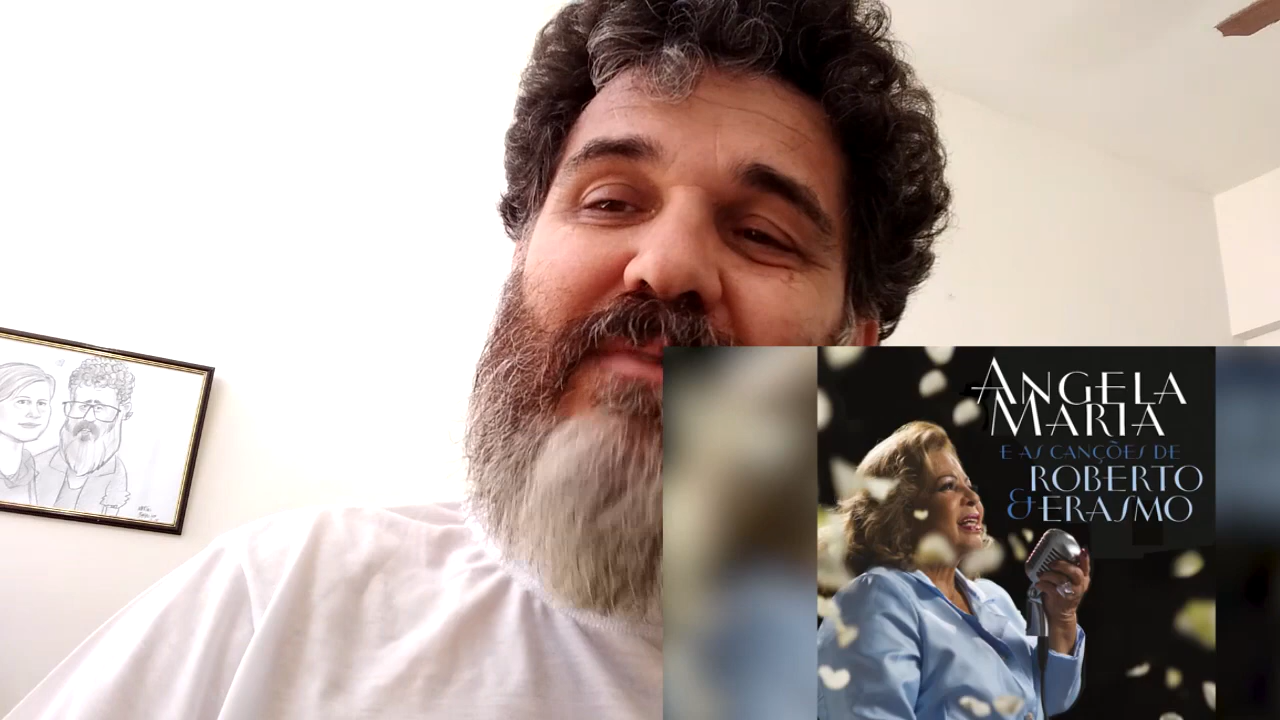 ANGELA
MARIA
E AS CANÇÕES DE
ROBERTO
& ERASMO